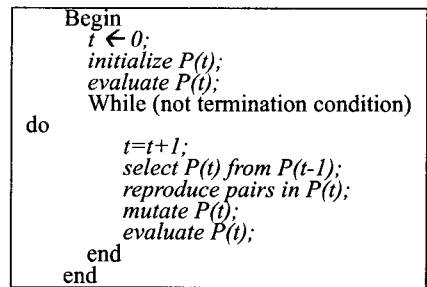 Begin
t ← 0;
initialize P(t);
evaluate P(t);
While (not termination condition)
do
t=t+1;
select P(t) from P(t-1);
reproduce pairs in P(t);
mutate P(t);
evaluate P(t);
end
end